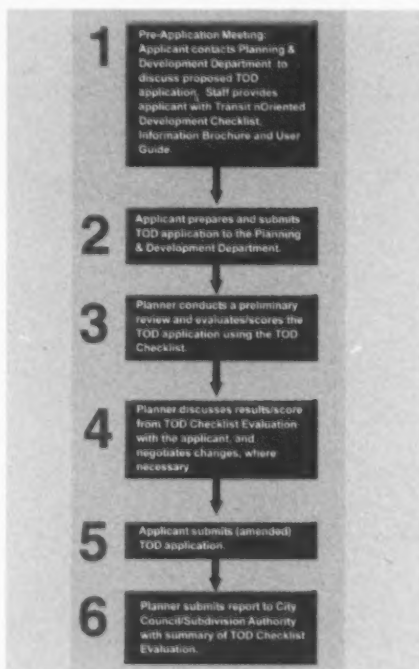 1
Pre-Application Meeting:
Applicant contacts Planning &
Development Department to
discuss proposed TOD
application. Staff provides
applicant with Transit nOriented
Development Checklist,
Information Brochure and User
Guide.
2
Applicant prepares and submits
TOD application to the Planning
& Development Department.
3
Planner conducts a preliminary
review and evaluates/scores the
TOD application using the TOD
Checklist.
4
Planner discusses results/score
from TOD Checklist Evaluation
with the applicant, and
negotiates changes, where
necessary
5
Applicant submits (amended)
TOD application.
6
Planner submits report to City
Council/Subdivision Authority
with summary of TOD Checklist
Evaluation.